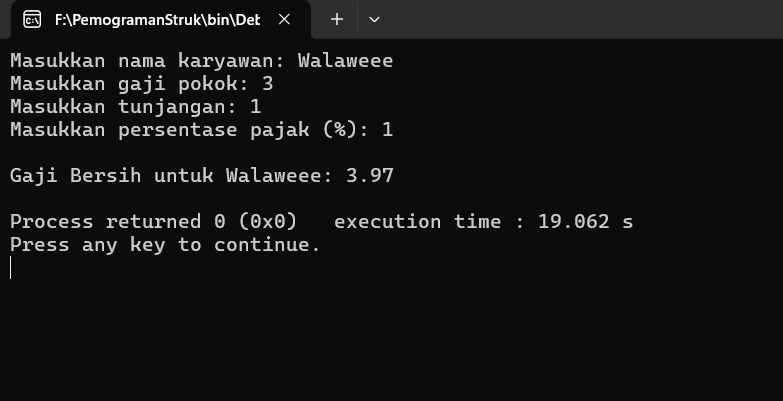 F:\PemogramanStruk\bin\Det
Masukkan nama karyawan: Walaweee
Masukkan gaji pokok: 3
Masukkan tunjangan: 1
Masukkan persentase pajak (%): 1
Gaji Bersih untuk Walaweee: 3.97
Process returned 0 (0x0)   execution time : 19.062 s
Press any key to continue.